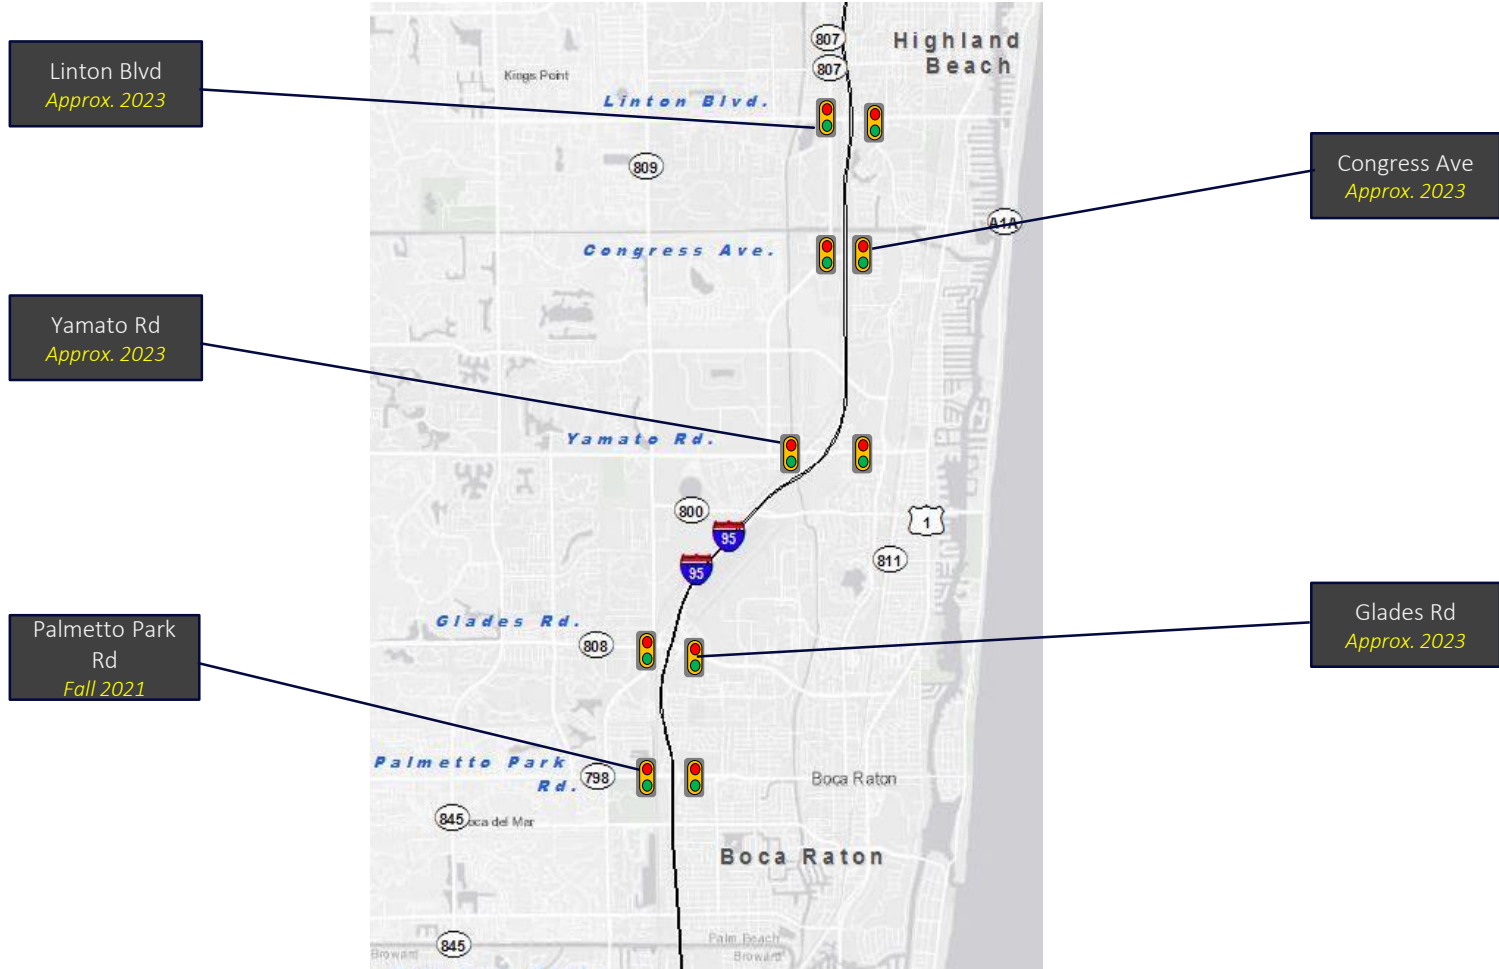 Linton Blvd
Approx. 2023
Yamato Rd
Approx. 2023
Palmetto Park
Rd
Fall 2021
807
Highland
Beach
807
Kings Point
Linton Blvd.
809
A1A
Congress Ave.
Yamato Rd.
800
1
95
811
95
Glades Rd.
808
Palmetto Park
Rd.
798
Boca Raton
845
oca del Mar
Boca Raton
Palm Beach
845
Broward
Broward
Congress Ave
Approx. 2023
Glades Rd
Approx. 2023